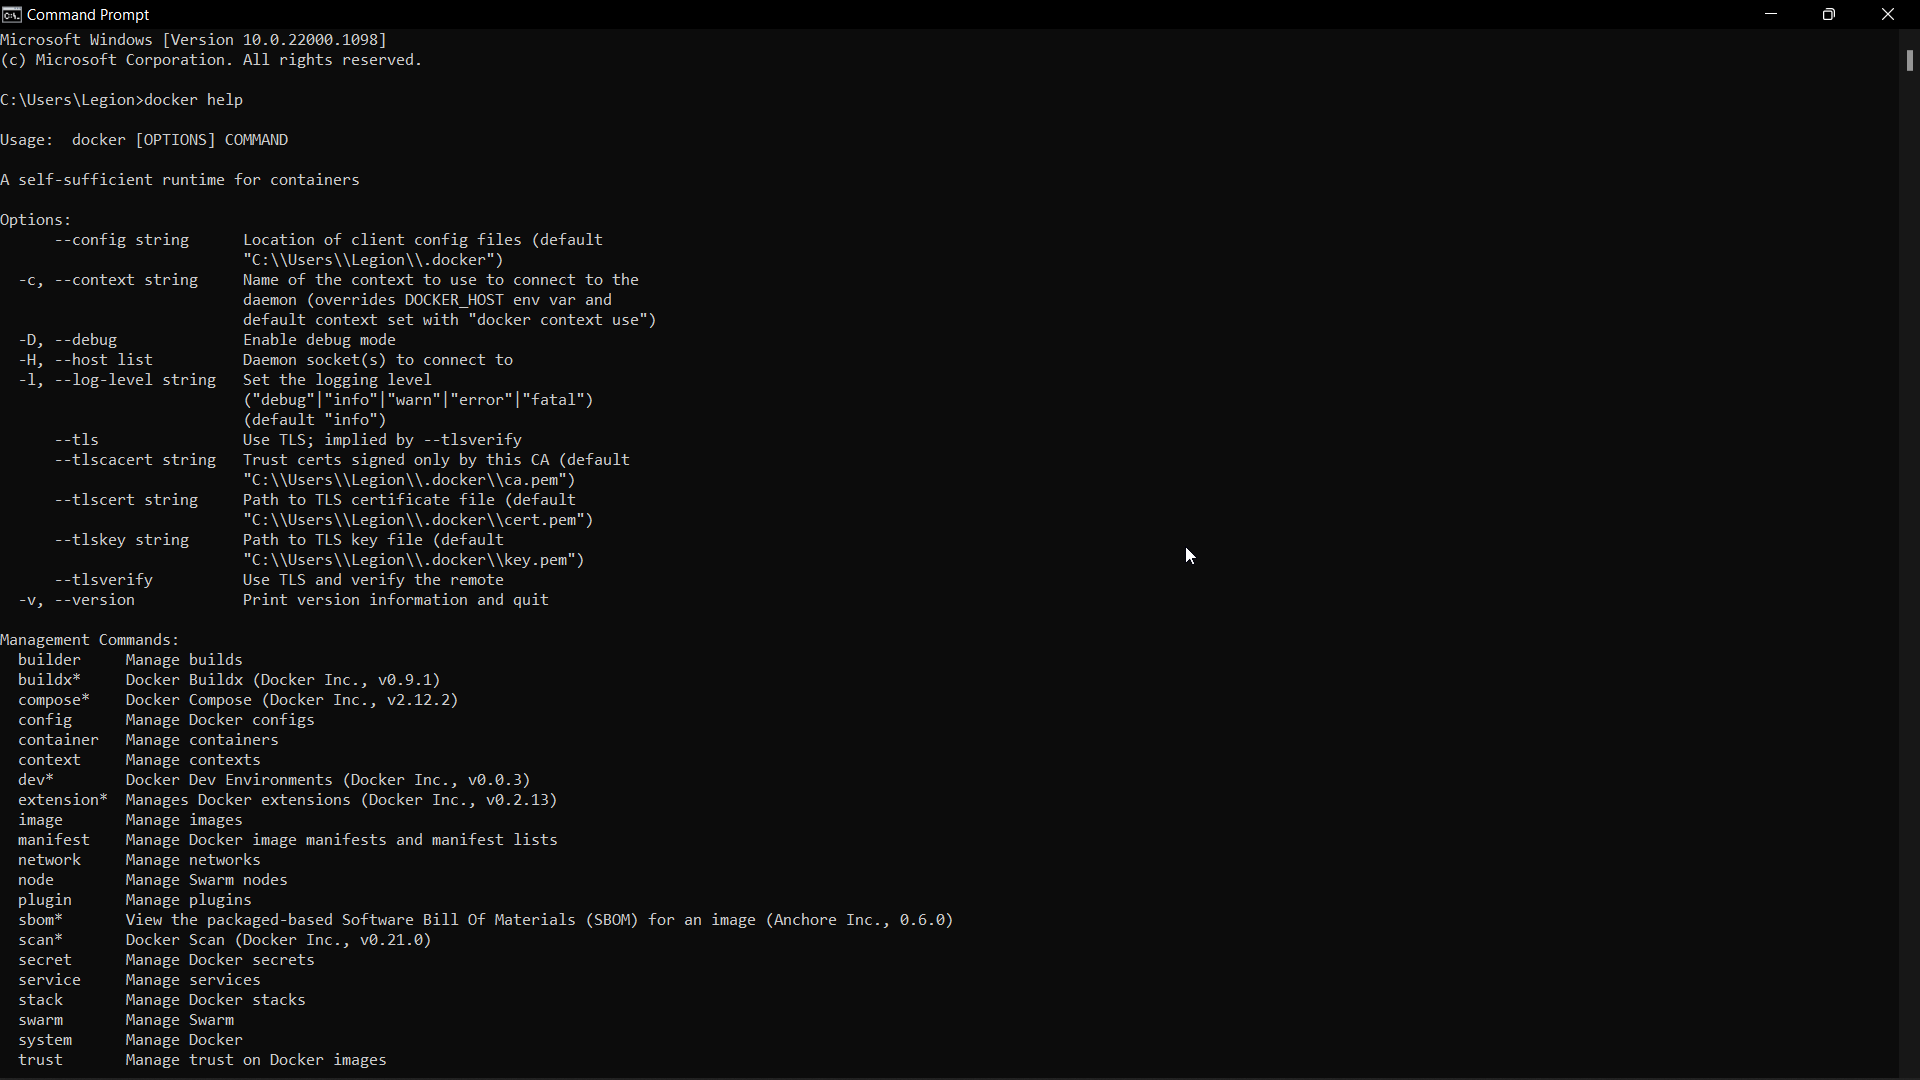 Command Prompt
Microsoft Windows [Version 10.0.22000.1098]
(c) Microsoft Corporation. All rights reserved.
C:\Users\Legion>docker help
Usage:  docker [OPTIONS] COMMAND
A self-sufficient runtime for containers
Options:
      --config string      Location of client config files (default
                           "C:\\Users\\Legion\\.docker")
  -c, --context string     Name of the context to use to connect to the
                           daemon (overrides DOCKER_HOST env var and
                           default context set with "docker context use")
  -D, --debug              Enable debug mode
  -H, --host list          Daemon socket(s) to connect to
  -l, --log-level string   Set the logging level
                           ("debug"|"info"|"warn"|"error"|"fatal")
                           (default "info")
      --tls                Use TLS; implied by --tlsverify
      --tlscacert string   Trust certs signed only by this CA (default
                           "C:\\Users\\Legion\\.docker\\ca.pem")
      --tlscert string     Path to TLS certificate file (default
                           "C:\\Users\\Legion\\.docker\\cert.pem")
      --tlskey string      Path to TLS key file (default
                           "C:\\Users\\Legion\\.docker\\key.pem")
      --tlsverify          Use TLS and verify the remote
  -v, --version            Print version information and quit
Management Commands:
  builder     Manage builds
  buildx*     Docker Buildx (Docker Inc., v0.9.1)
  compose*    Docker Compose (Docker Inc., v2.12.2)
  config      Manage Docker configs
  container   Manage containers
  context     Manage contexts
  dev*        Docker Dev Environments (Docker Inc., v0.0.3)
  extension*  Manages Docker extensions (Docker Inc., v0.2.13)
  image       Manage images
  manifest    Manage Docker image manifests and manifest lists
  network     Manage networks
  node        Manage Swarm nodes
  plugin      Manage plugins
  sbom*       View the packaged-based Software Bill Of Materials (SBOM) for an image (Anchore Inc., 0.6.0)
  scan*       Docker Scan (Docker Inc., v0.21.0)
  secret      Manage Docker secrets
  service     Manage services
  stack       Manage Docker stacks
  swarm       Manage Swarm
  system      Manage Docker
  trust       Manage trust on Docker images